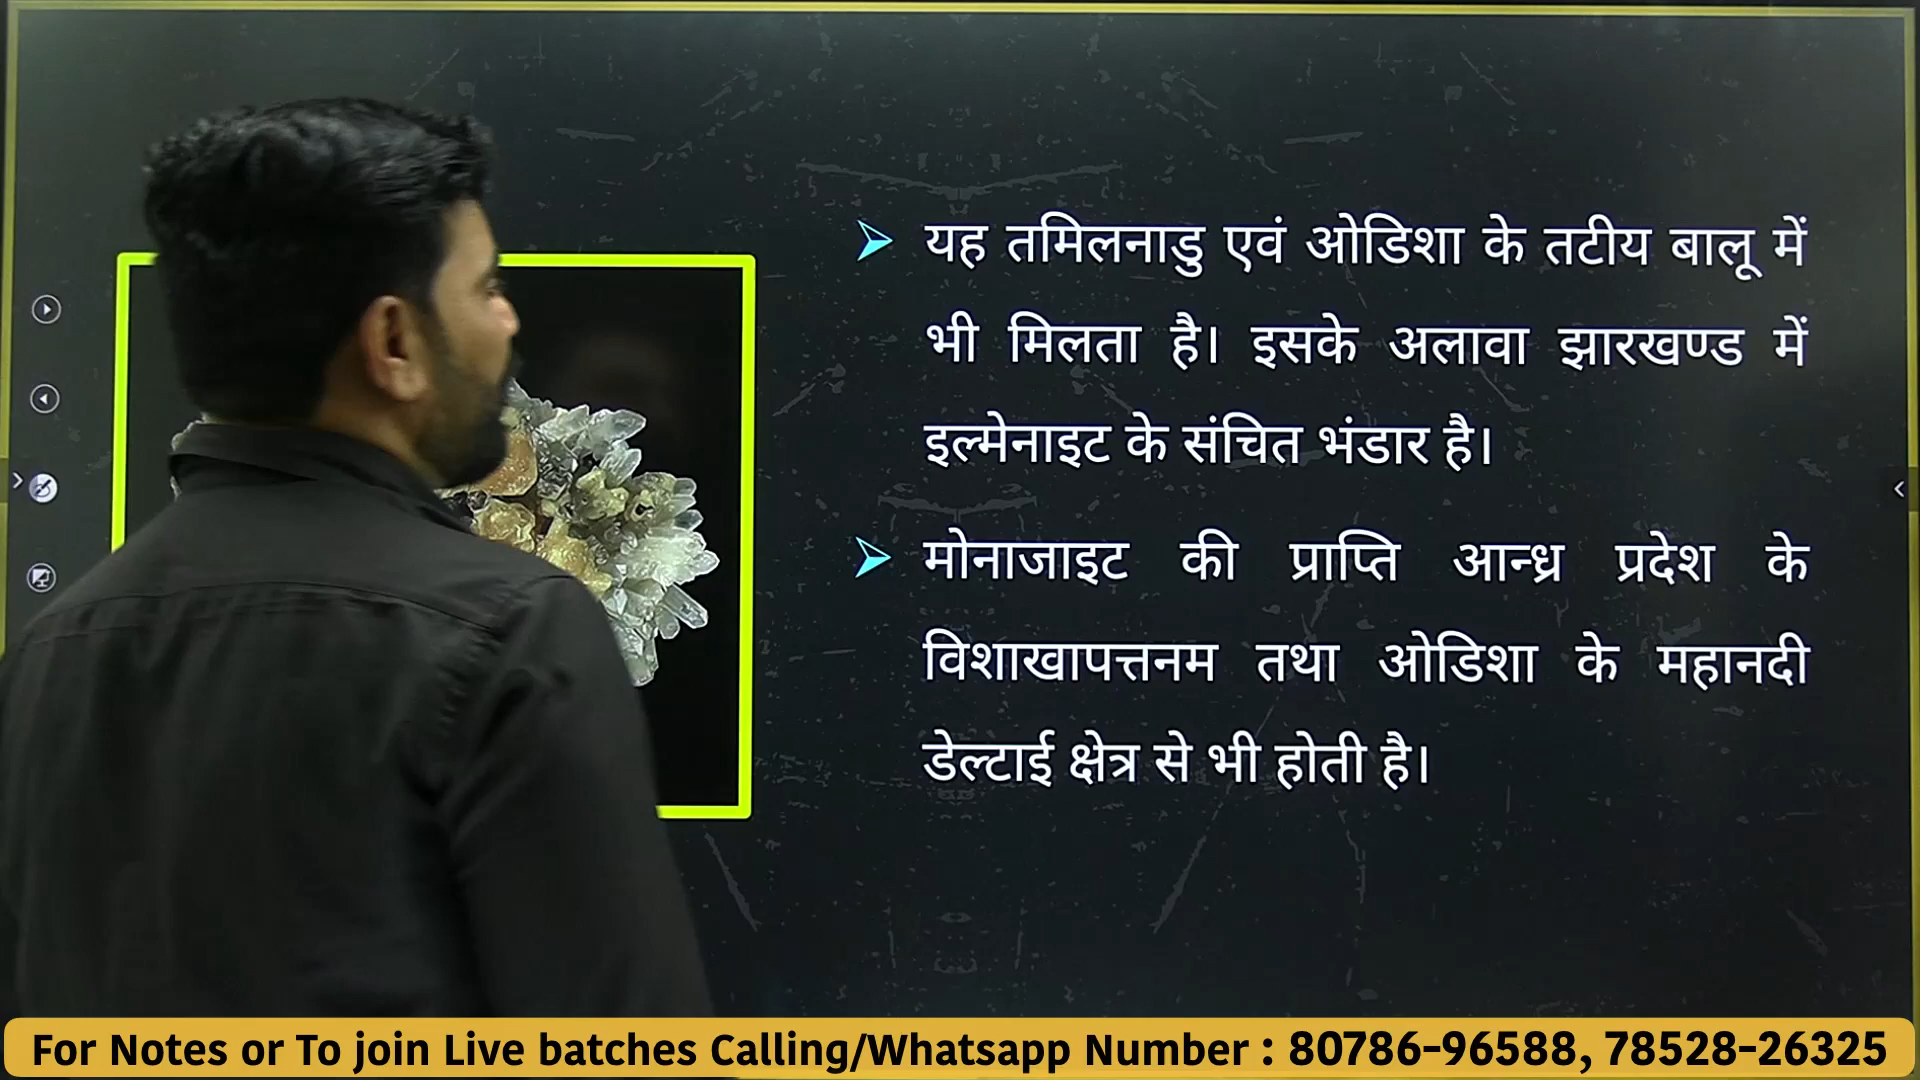 यह तमिलनाडु एवं ओडिशा के तटीय बालू में
भी मिलता है। इसके अलावा झारखण्ड में
इल्मेनाइट के संचित भंडार है।
मोनाजाइट की प्राप्ति आन्ध्र प्रदेश के
विशाखापत्तनम तथा ओडिशा के महानदी
डेल्टाई क्षेत्र से भी होती है।
For Notes or To join Live batches Calling/Whatsapp Number : 80786-96588, 78528-26325